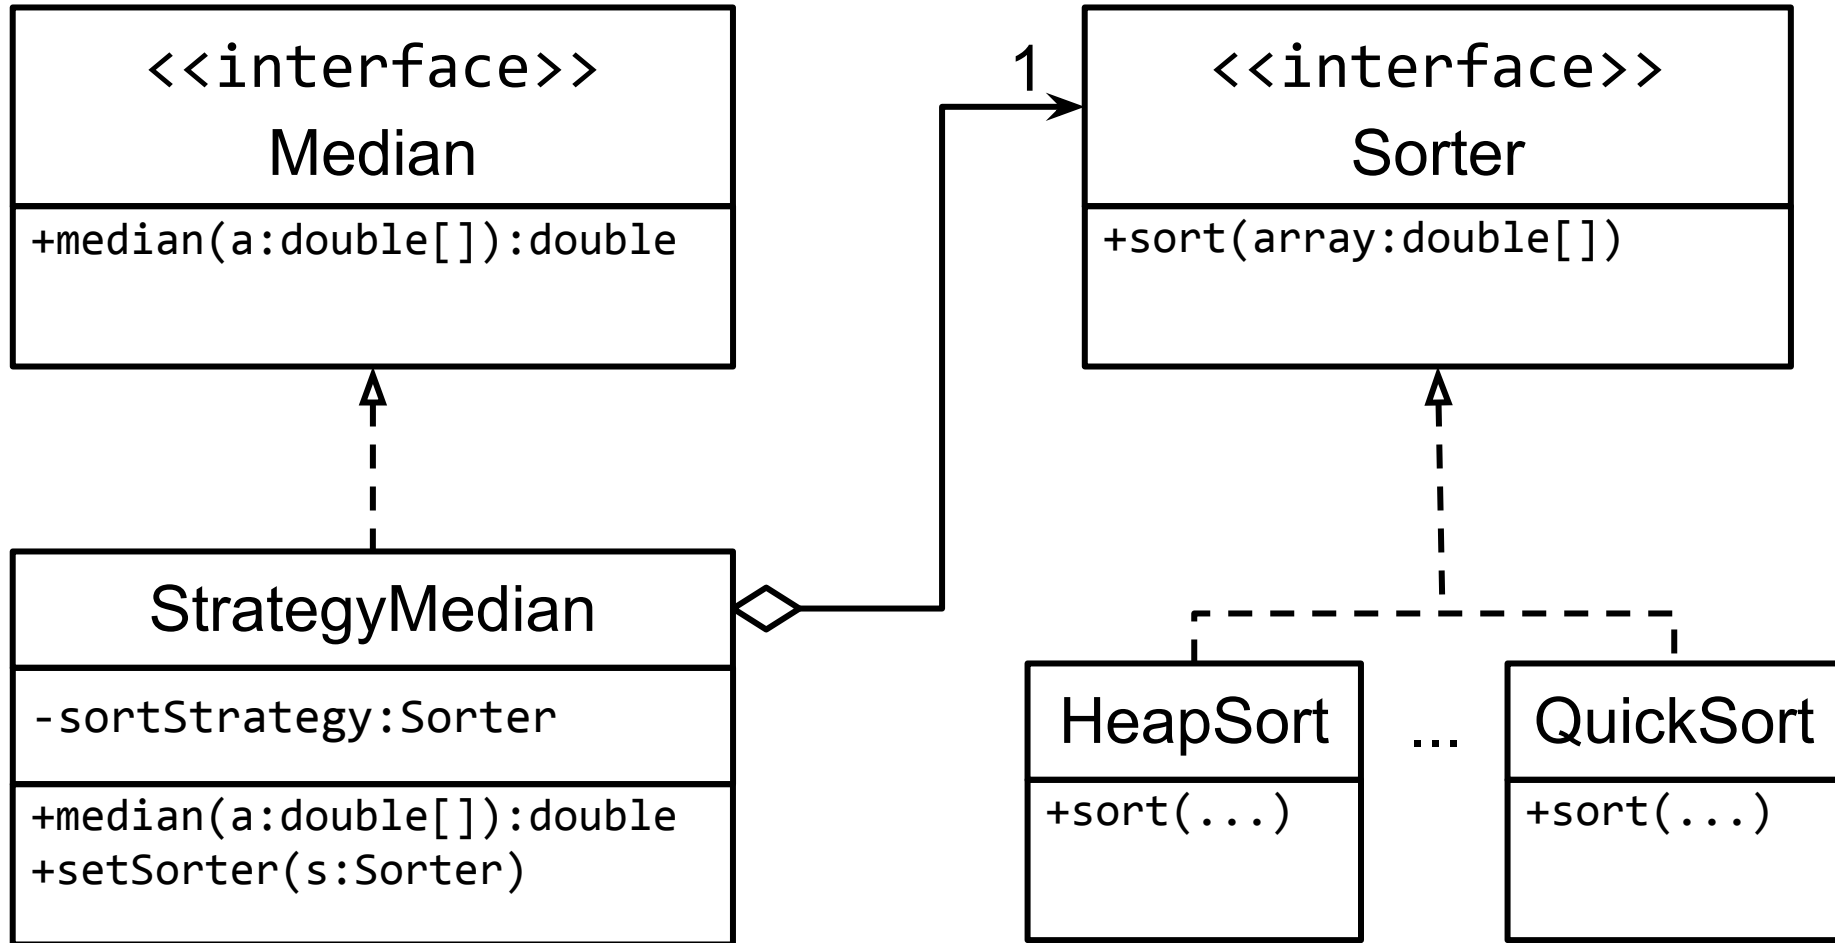 <<interface>>
Median
+median(a:double[]):double
1
<<interface>>
Sorter
+sort(array:double[])
StrategyMedian
-sortStrategy:Sorter
+median(a:double[]):double
+setSorter(s:Sorter)
HeapSort
+sort(...)
...
QuickSort
+sort(...)